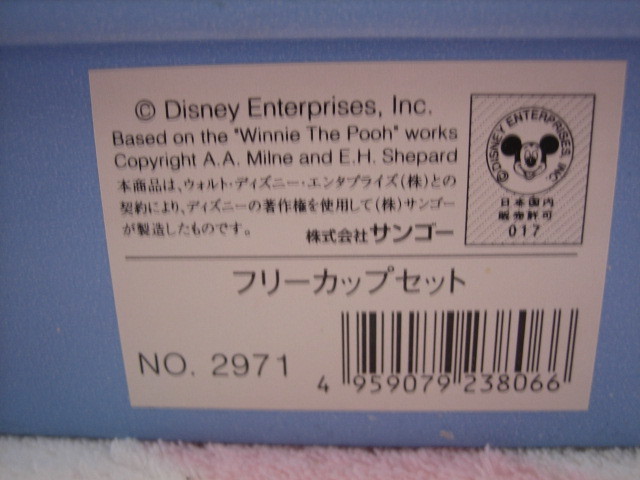 © Disney Enterprises, Inc.
Based on the "Winnie The Pooh" works
Copyright A.A. Milne and E.H. Shepard
本商品は、ウォルト・ディズニー・エンタプライズ(株)との
契約により、ディズニーの著作権を使用して(株)サンゴー
が製造したものです。
株式会社サンゴー
©DISNEY ENTERPRISES, INC.
日本国内
販売許可
017
フリーカップセット
NO. 2971
4 959079 238066